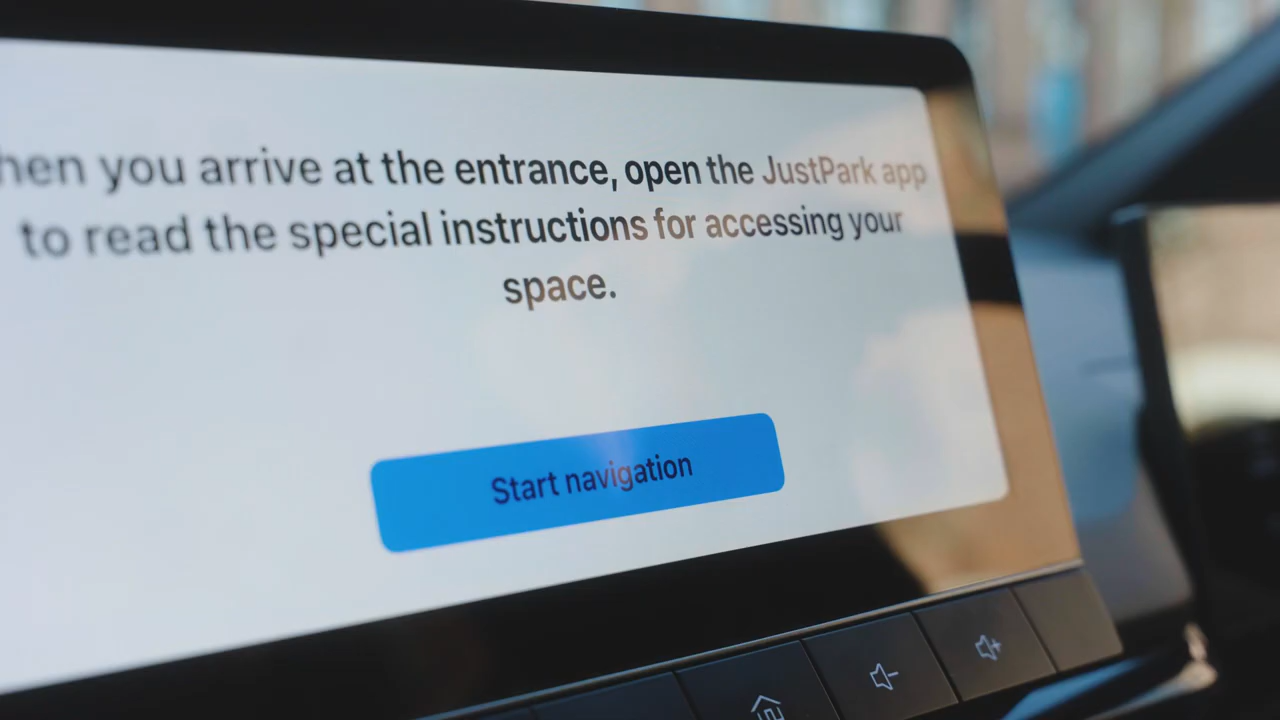 hen you arrive at the entrance, open the JustPark app
to read the special instructions for accessing your
space.
Start navigation